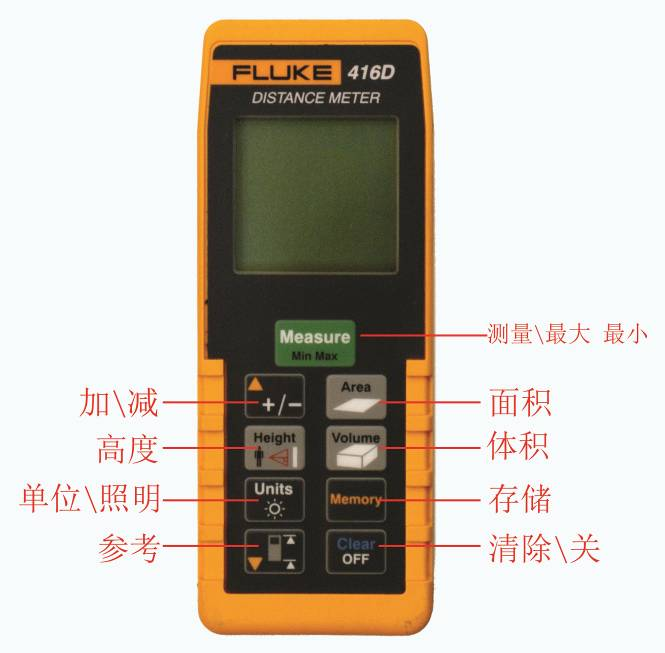 FLUKE 416D
DISTANCE METER
Measure
Min Max
测量\最大 最小
加\减
+/-
Area
面积
高度
Height
Volume
体积
单位\照明
Units
Memory
存储
参考
Clear
OFF
清除\关